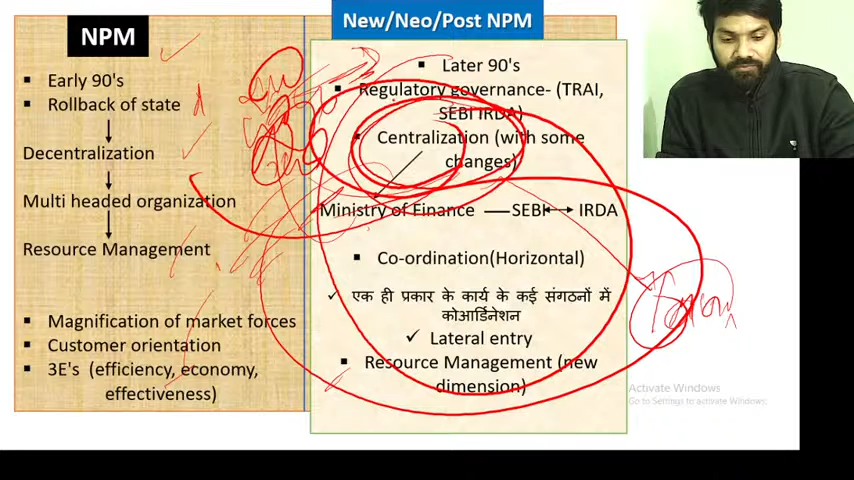 New/Neo/Post NPM
NPM
▪ Early 90's
▪ Rollback of state
Decentralization
Multi headed organization
Resource Management
▪ Magnification of market forces
▪ Customer orientation
▪ 3E's (efficiency, economy,
effectiveness)
▪ Later 90's
▪ Regulatory governance- (TRAI,
SEBI IRDA)
▪ Centralization (with some
changes)
Ministry of Finance SEBI IRDA
▪ Co-ordination(Horizontal)
✓ एक ही प्रकार के कार्य के कई संगठनों में
कोआर्डिनेशन
✓ Lateral entry
▪ Resource Management (new
dimension)
Activate Windows
Go to Settings to activate Windows.